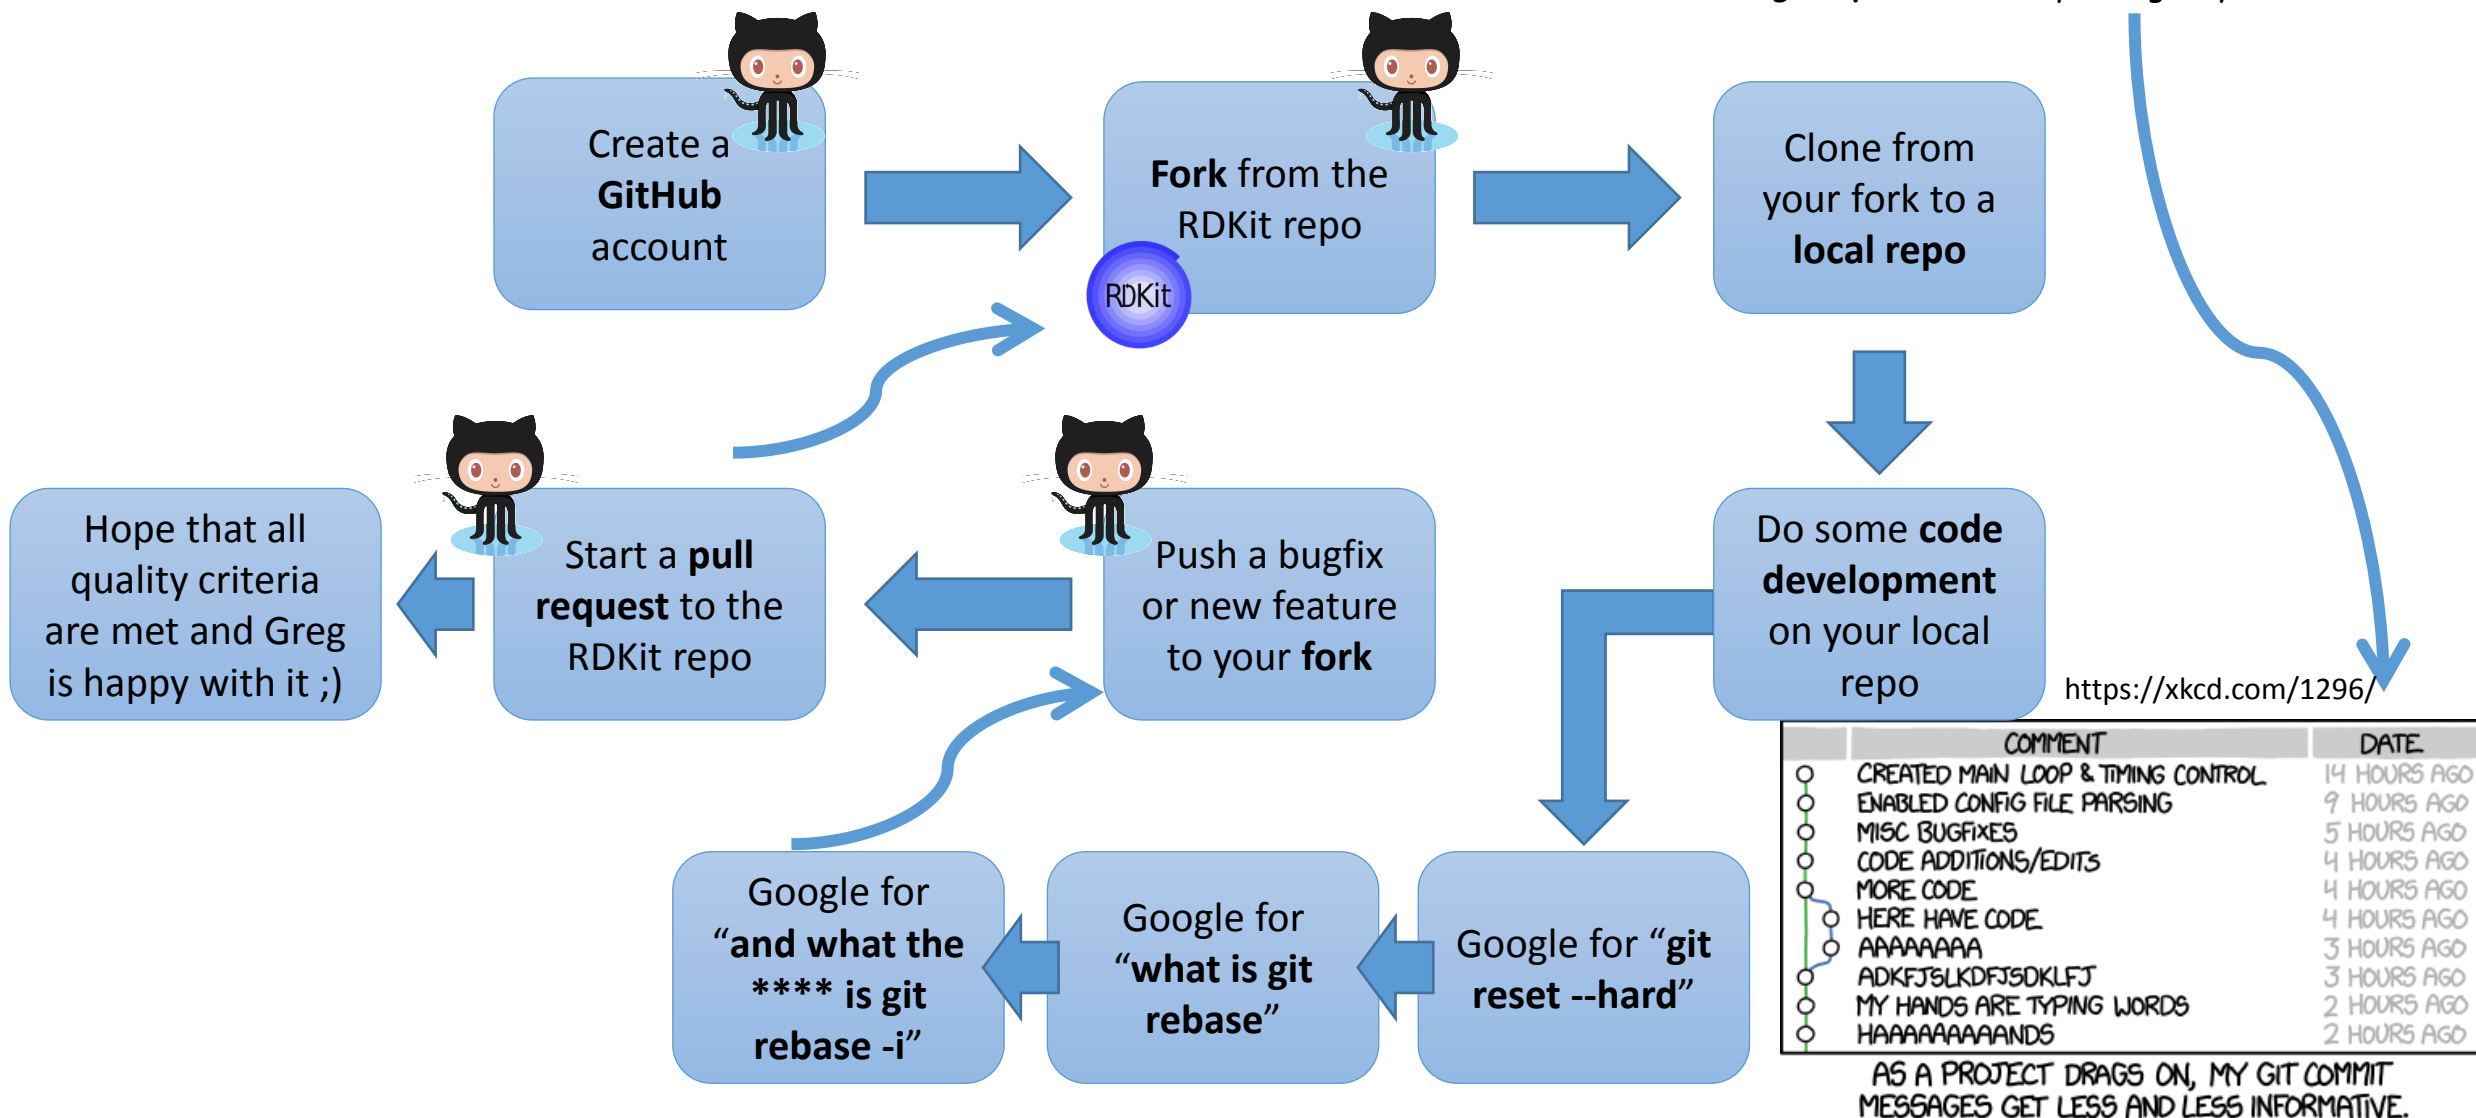 Create a
GitHub
account
Fork from the
RDKit repo
RDKit
Clone from
your fork to a
local repo
Do some code
development
on your local
repo
Google for “git
reset --hard”
Google for
“what is git
rebase”
Google for
“and what the
**** is git
rebase -i”
Push a bugfix
or new feature
to your fork
Start a pull
request to the
RDKit repo
Hope that all
quality criteria
are met and Greg
is happy with it ;)
https://xkcd.com/1296/
COMMENT DATE
CREATED MAIN LOOP & TIMING CONTROL 14 HOURS AGO
ENABLED CONFIG FILE PARSING 9 HOURS AGO
MISC BUGFIXES 5 HOURS AGO
CODE ADDITIONS/EDITS 4 HOURS AGO
MORE CODE 4 HOURS AGO
HERE HAVE CODE 4 HOURS AGO
AAAAAAAA 3 HOURS AGO
ADKFJSLKDFJSDKLFJ 3 HOURS AGO
MY HANDS ARE TYPING WORDS 2 HOURS AGO
HAAAAAAAAANDS 2 HOURS AGO
AS A PROJECT DRAGS ON, MY GIT COMMIT
MESSAGES GET LESS AND LESS INFORMATIVE.